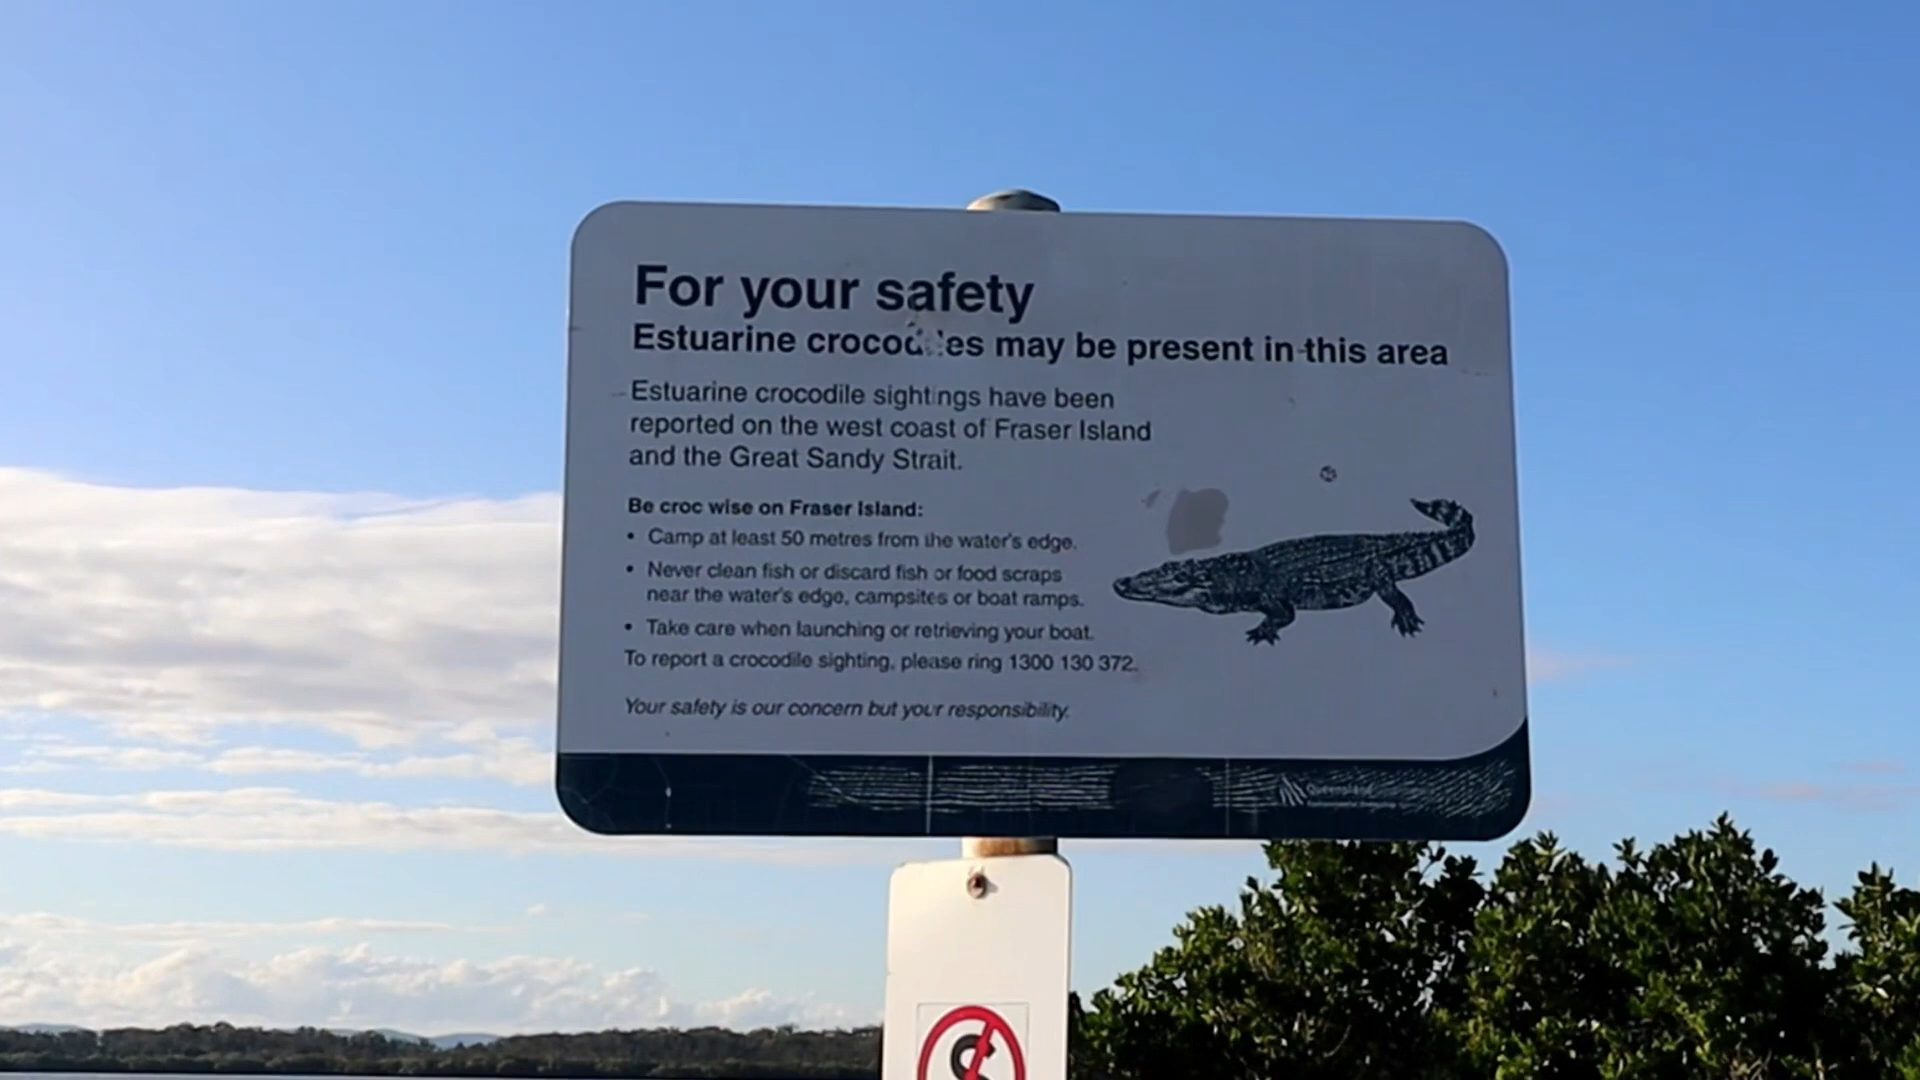 For your safety
Estuarine crocodiles may be present in this area
Estuarine crocodile sightings have been
reported on the west coast of Fraser Island
and the Great Sandy Strait.
Be croc wise on Fraser Island:
• Camp at least 50 metres from the water's edge.
• Never clean fish or discard fish or food scraps
near the water's edge, campsites or boat ramps.
• Take care when launching or retrieving your boat.
To report a crocodile sighting, please ring 1300 130 372.
Your safety is our concern but your responsibility.
Queensland